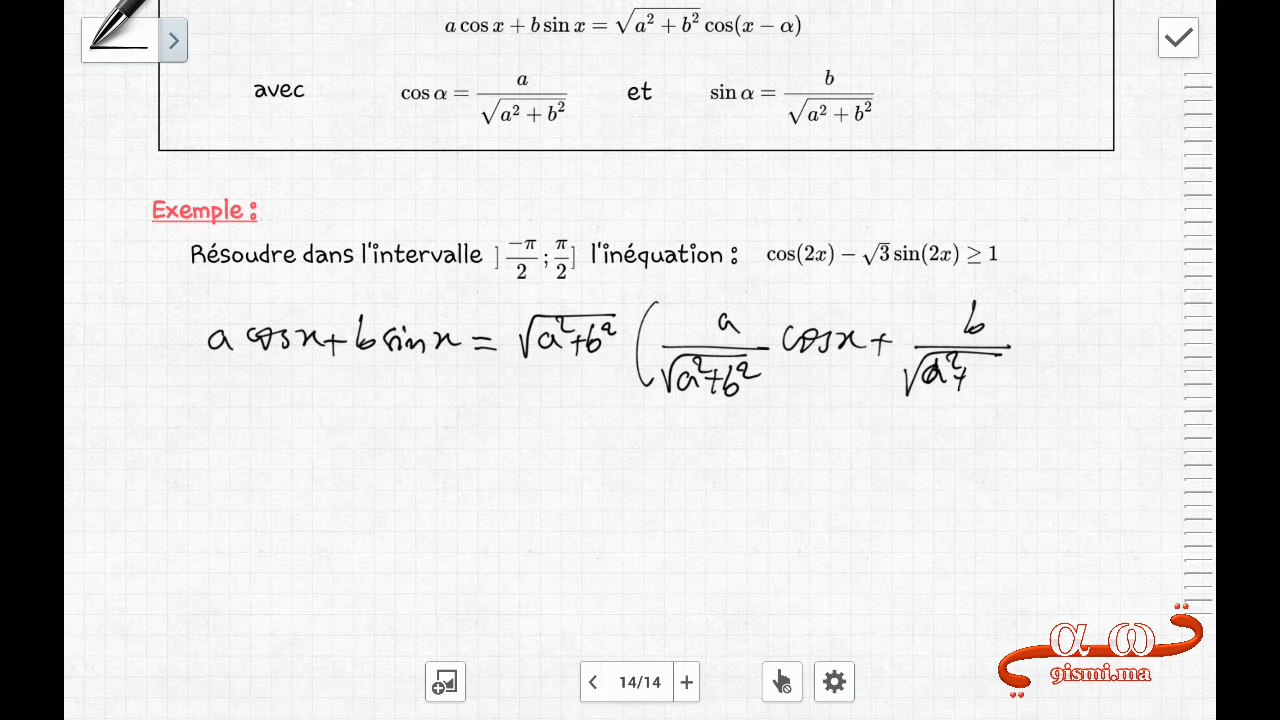 a cos x + b sin x = √(a² + b²) cos(x − α)
avec cos α = a / √(a² + b²) et sin α = b / √(a² + b²)
Exemple :
Résoudre dans l'intervalle ] −π/2 ; π/2 ] l'inéquation : cos(2x) − √3 sin(2x) ≥ 1
a cos x + b sin x = √(a² + b²) ( a / √(a² + b²) cos x + b / √(a² +
α ω
gismi.ma
14/14